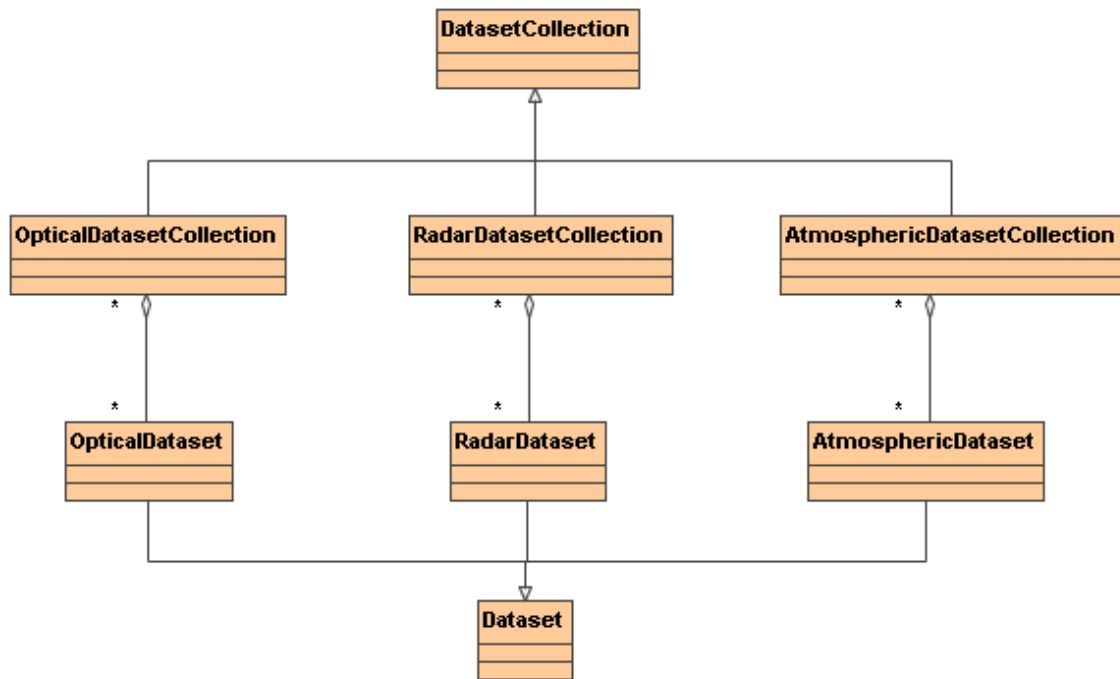 DatasetCollection
OpticalDatasetCollection
RadarDatasetCollection
AtmosphericDatasetCollection
*
*
*
*
*
*
OpticalDataset
RadarDataset
AtmosphericDataset
Dataset